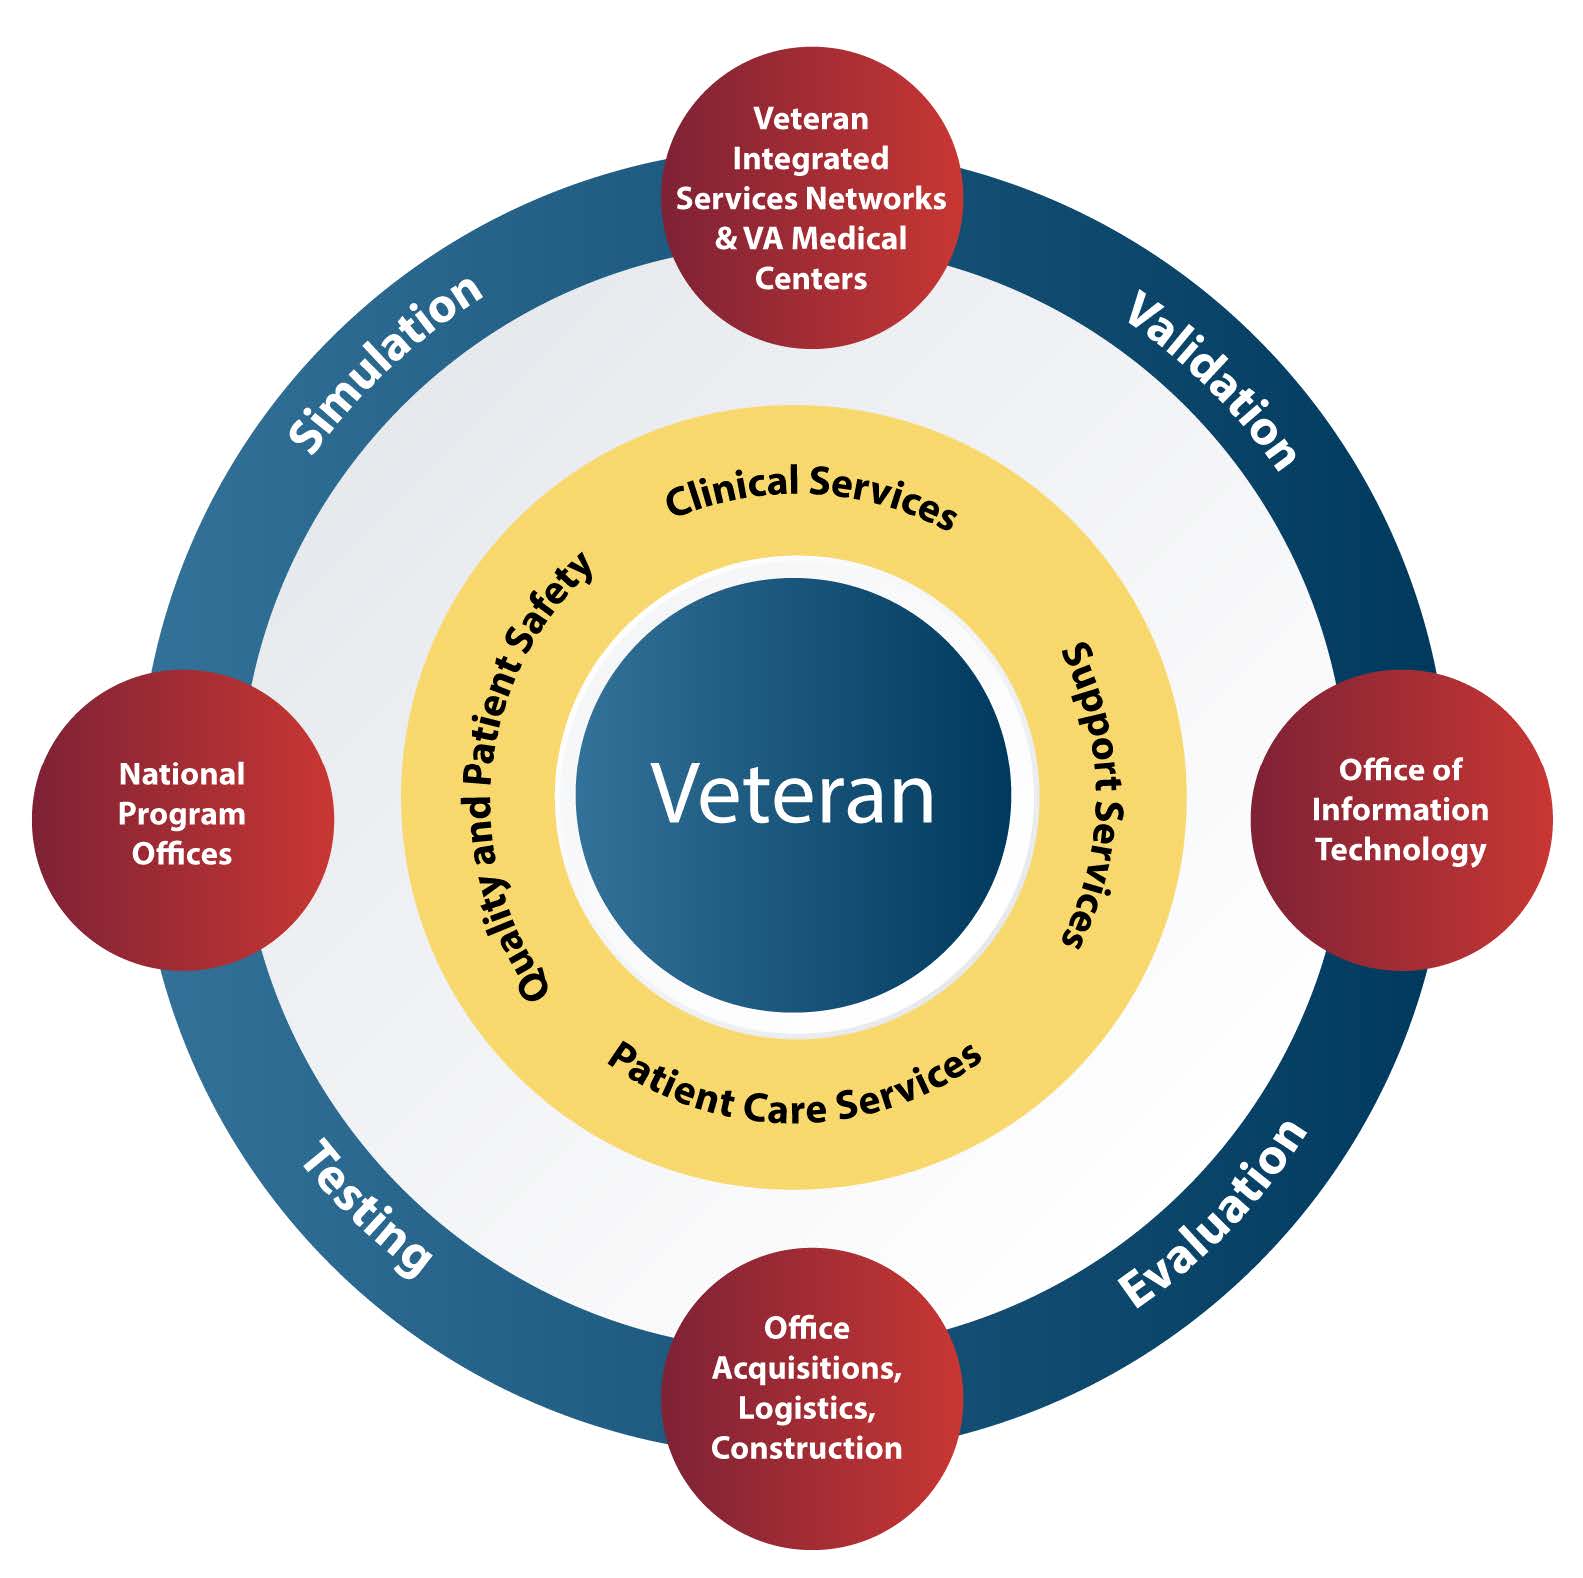 Veteran
Integrated
Services Networks
& VA Medical
Centers
Simulation
Validation
Clinical Services
Quality and Patient Safety
Support Services
Veteran
National
Program
Offices
Office of
Information
Technology
Patient Care Services
Testing
Evaluation
Office
Acquisitions,
Logistics,
Construction